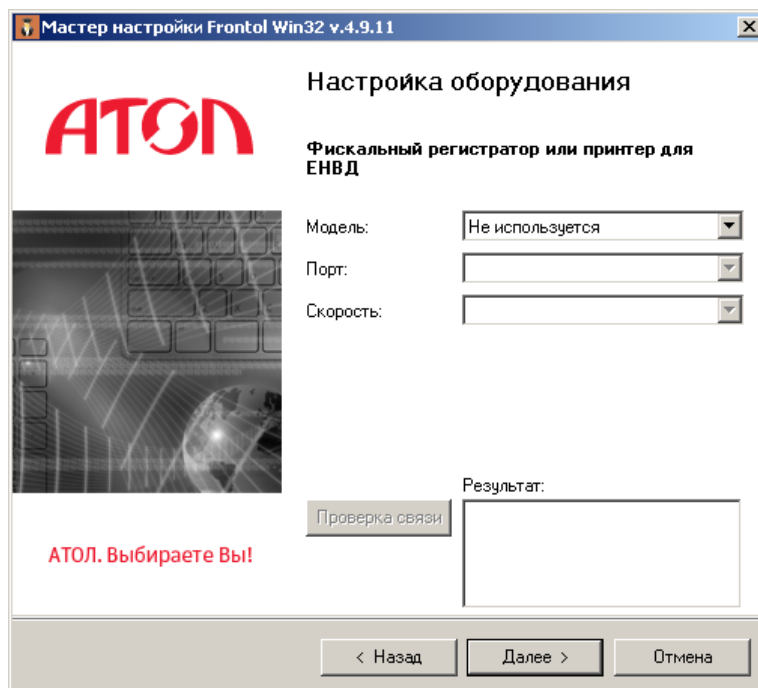 Мастер настройки Frontol Win32 v.4.9.11
АТОЛ
Настройка оборудования
Фискальный регистратор или принтер для
ЕНВД
Модель:
Не используется
Порт:
Скорость:
Результат:
Проверка связи
АТОЛ. Выбираете Вы!
< Назад
Далее >
Отмена